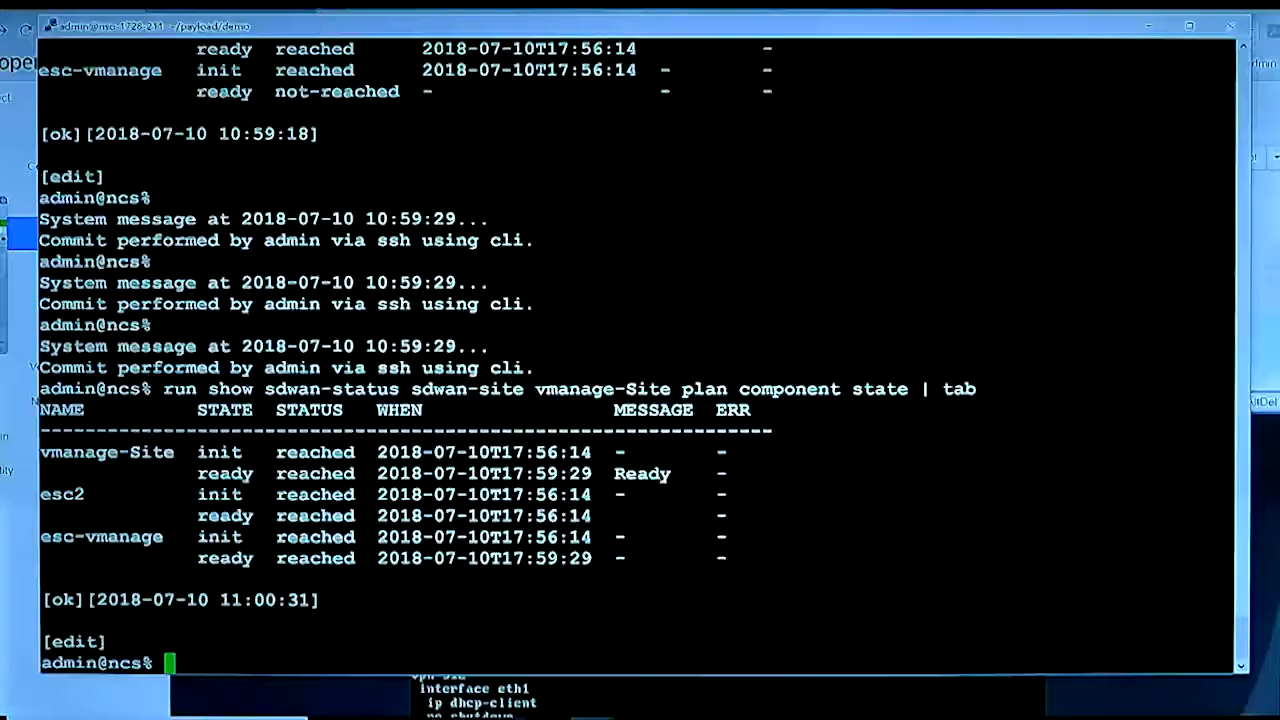 admin@nso-1728-211: ~/payload/demo
ready reached 2018-07-10T17:56:14 -
esc-vmanage init reached 2018-07-10T17:56:14 - -
ready not-reached - - -
[ok][2018-07-10 10:59:18]
[edit]
admin@ncs%
System message at 2018-07-10 10:59:29...
Commit performed by admin via ssh using cli.
admin@ncs%
System message at 2018-07-10 10:59:29...
Commit performed by admin via ssh using cli.
admin@ncs%
System message at 2018-07-10 10:59:29...
Commit performed by admin via ssh using cli.
admin@ncs% run show sdwan-status sdwan-site vmanage-Site plan component state | tab
NAME STATE STATUS WHEN MESSAGE ERR
--------------------------------------------------------------------
vmanage-Site init reached 2018-07-10T17:56:14 - -
ready reached 2018-07-10T17:59:29 Ready -
esc2 init reached 2018-07-10T17:56:14 - -
ready reached 2018-07-10T17:56:14 -
esc-vmanage init reached 2018-07-10T17:56:14 - -
ready reached 2018-07-10T17:59:29 - -
[ok][2018-07-10 11:00:31]
[edit]
admin@ncs%
interface eth1
ip dhcp-client
no shutdown